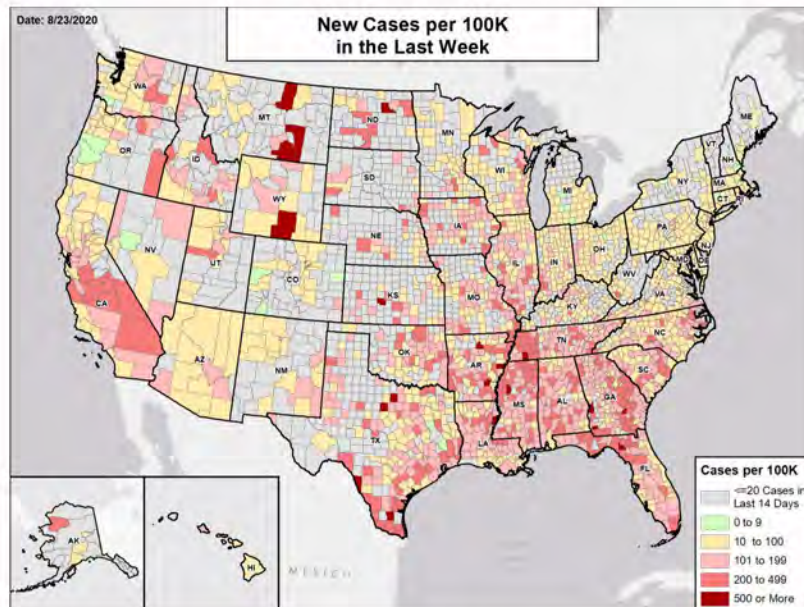 Date: 8/23/2020
New Cases per 100K
in the Last Week
WA
MT
ND
MN
ME
OR
ID
SD
WI
VT
NH
NY
MA
CT
RI
WY
MI
IA
NE
PA
NJ
NV
UT
CO
IL
IN
OH
MD
DE
WV
CA
KS
MO
KY
VA
AZ
NM
OK
AR
TN
NC
SC
MS
AL
GA
TX
LA
FL
AK
HI
MEXICO
Cases per 100K
<=20 Cases in
Last 14 Days
0 to 9
10 to 100
101 to 199
200 to 499
500 or More